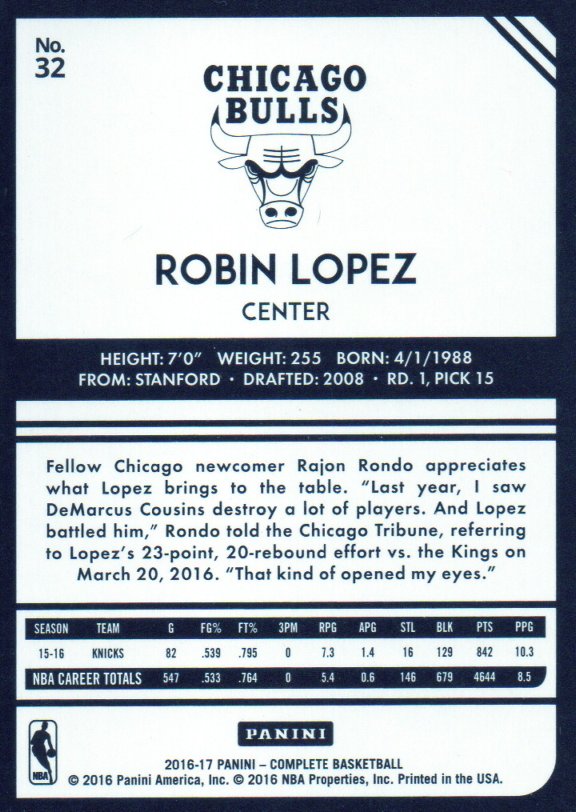 No.
32
CHICAGO
BULLS
ROBIN LOPEZ
CENTER
HEIGHT: 7'0" WEIGHT: 255 BORN: 4/1/1988
FROM: STANFORD · DRAFTED: 2008 · RD. 1, PICK 15
Fellow Chicago newcomer Rajon Rondo appreciates
what Lopez brings to the table. “Last year, I saw
DeMarcus Cousins destroy a lot of players. And Lopez
battled him,” Rondo told the Chicago Tribune, referring
to Lopez’s 23-point, 20-rebound effort vs. the Kings on
March 20, 2016. “That kind of opened my eyes.”
SEASON TEAM G FG% FT% 3PM RPG APG STL BLK PTS PPG
15-16 KNICKS 82 .539 .795 0 7.3 1.4 16 129 842 10.3
NBA CAREER TOTALS 547 .533 .764 0 5.4 0.6 146 679 4644 8.5
PANINI
2016-17 PANINI – COMPLETE BASKETBALL
© 2016 Panini America, Inc. © 2016 NBA Properties, Inc. Printed in the USA.
NBA